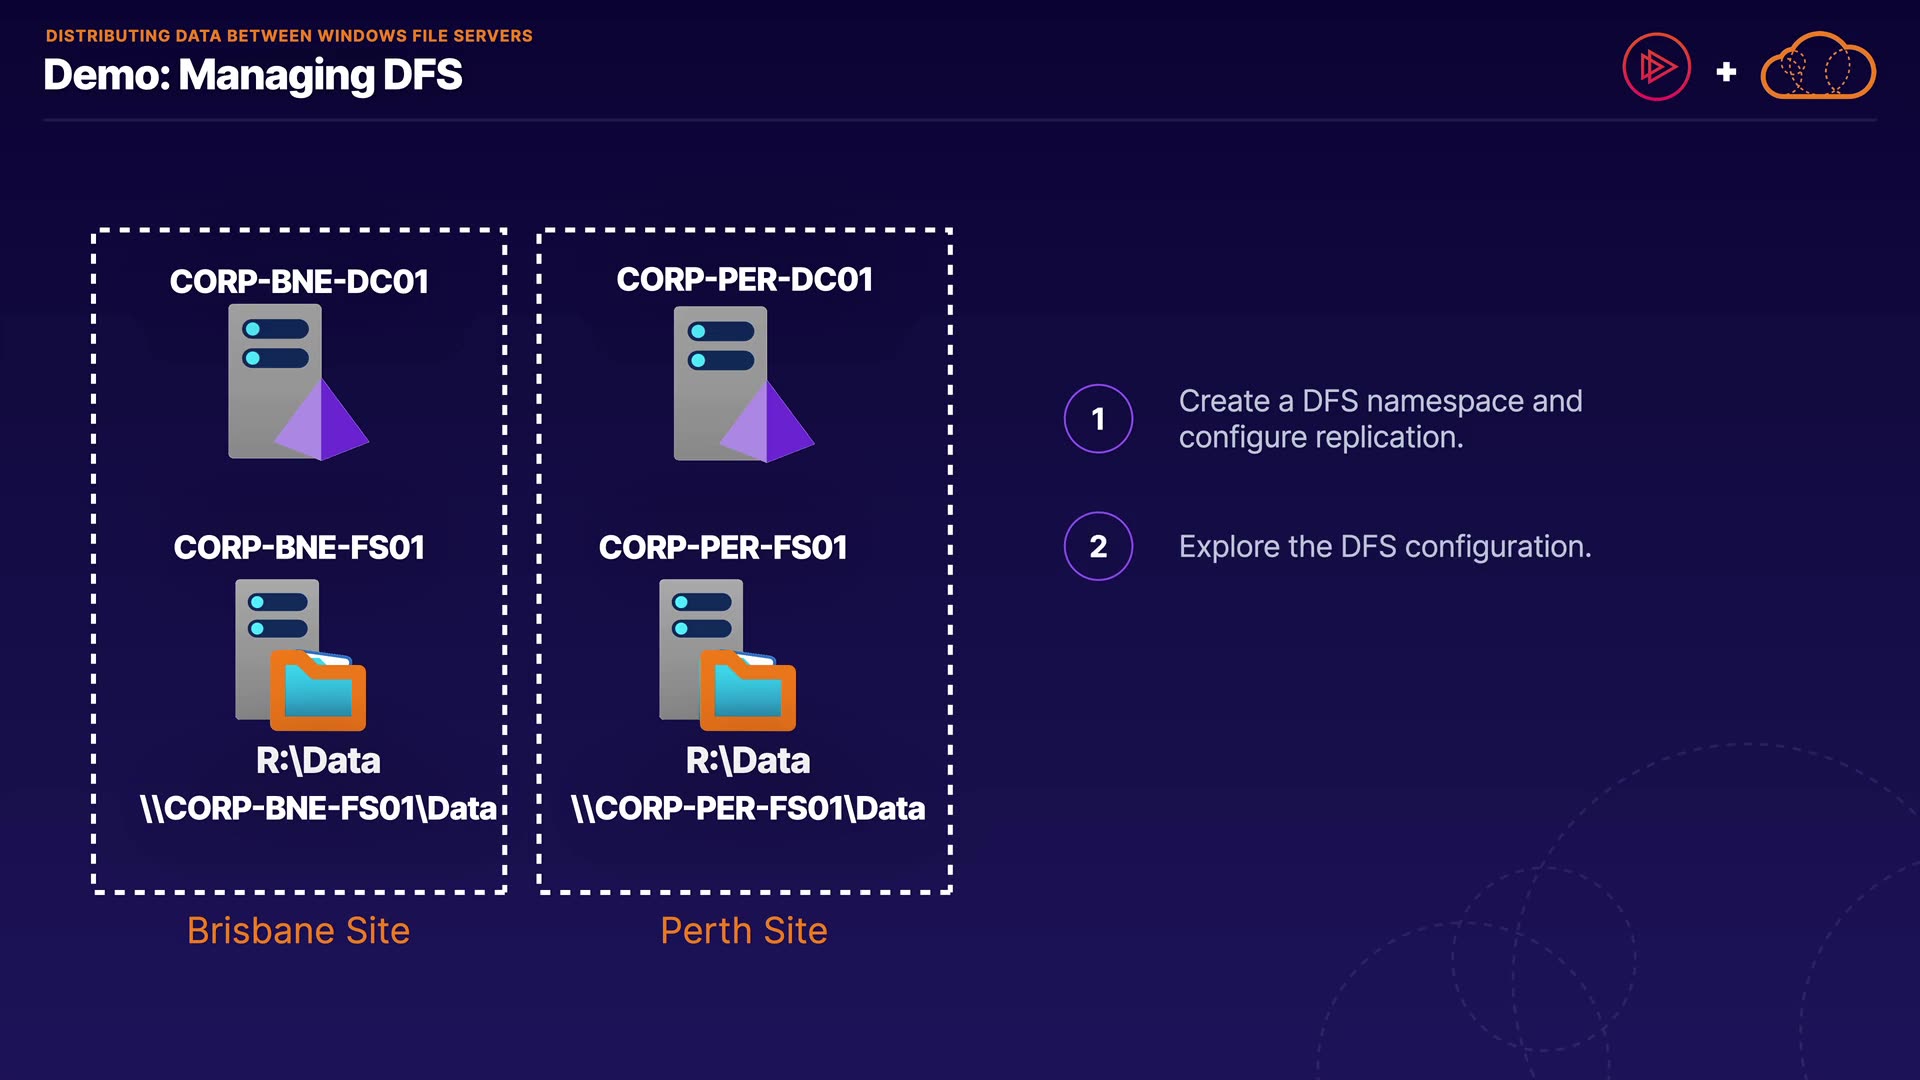 DISTRIBUTING DATA BETWEEN WINDOWS FILE SERVERS
Demo: Managing DFS
CORP-BNE-DC01
CORP-BNE-FS01
R:\Data
\\CORP-BNE-FS01\Data
Brisbane Site
CORP-PER-DC01
CORP-PER-FS01
R:\Data
\\CORP-PER-FS01\Data
Perth Site
1
Create a DFS namespace and
configure replication.
2
Explore the DFS configuration.